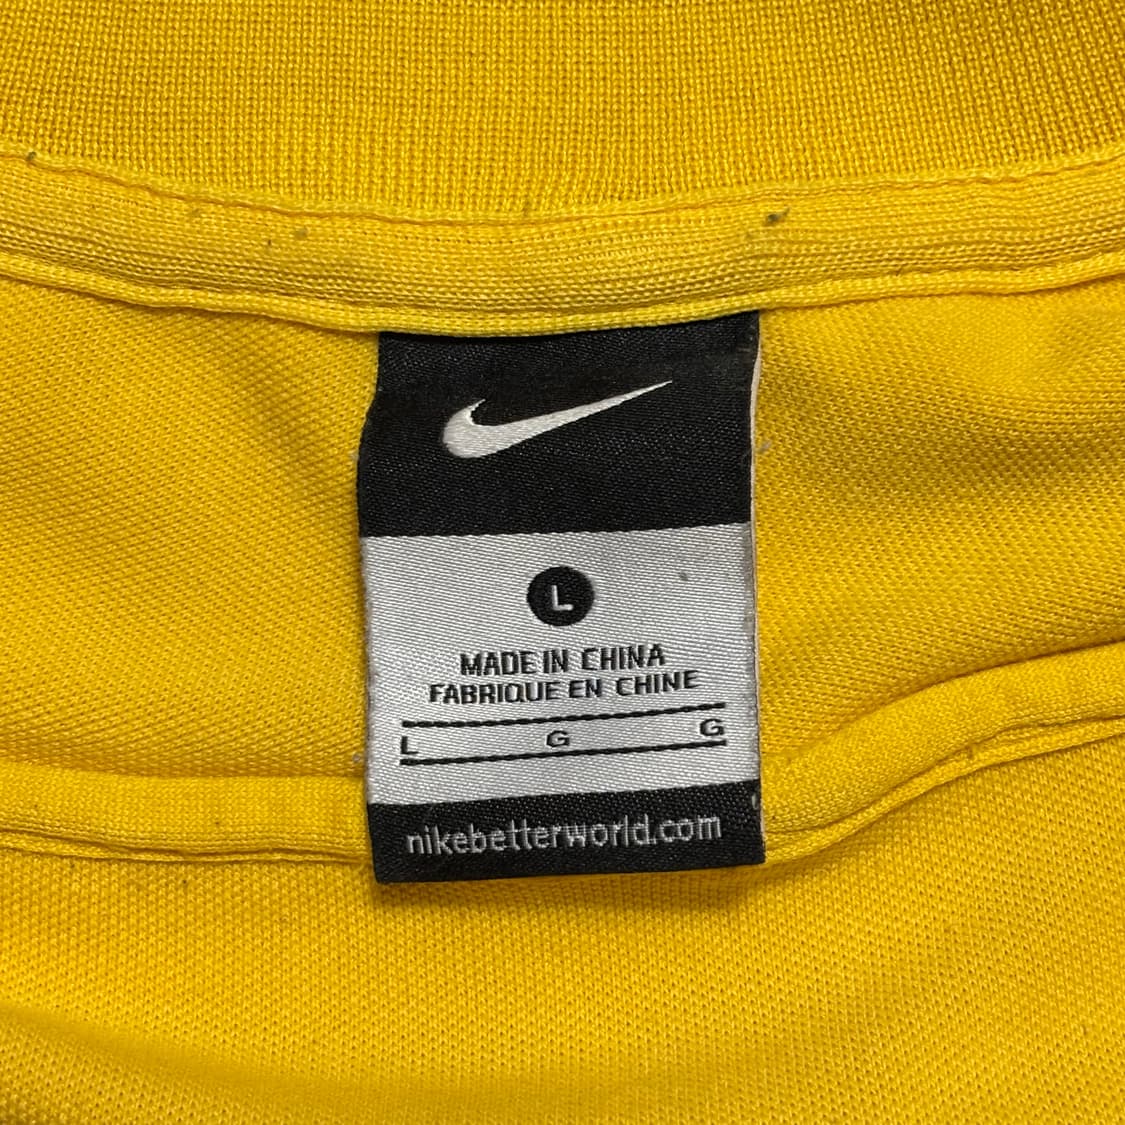 L
MADE IN CHINA
FABRIQUE EN CHINE
L G G
nikebetterworld.com